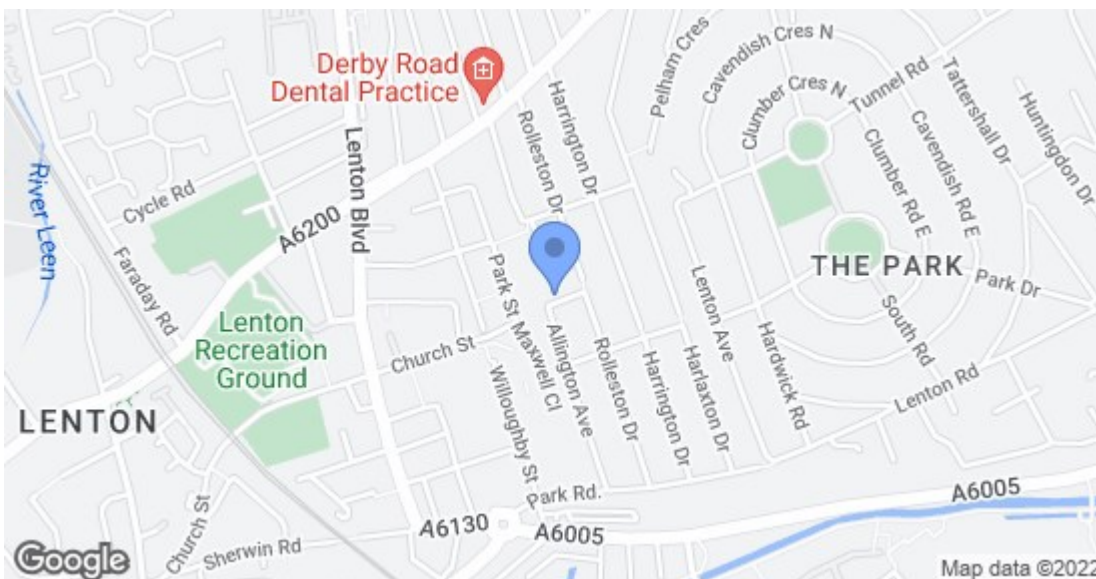 Derby Road
Dental Practice
Pelham Cres
Cavendish Cres N
Clumber Cres N
Tunnel Rd
Tattershall Dr
Huntingdon Dr
Harrington Dr
Rolleston Dr
Lenton Blvd
River Leen
Cycle Rd
A6200
Clumber Rd E
Cavendish Rd E
Faraday Rd
THE PARK
Park Dr
South Rd
Park St
Maxwell Cl
Lenton Ave
Hardwick Rd
Lenton
Recreation
Ground
Church St
Allington Ave
Rolleston Dr
Harrington Dr
Harlaxton Dr
Lenton Rd
Willoughby St
LENTON
Park Rd.
A6005
Church St
Sherwin Rd
A6130
A6005
Google
Map data ©2022